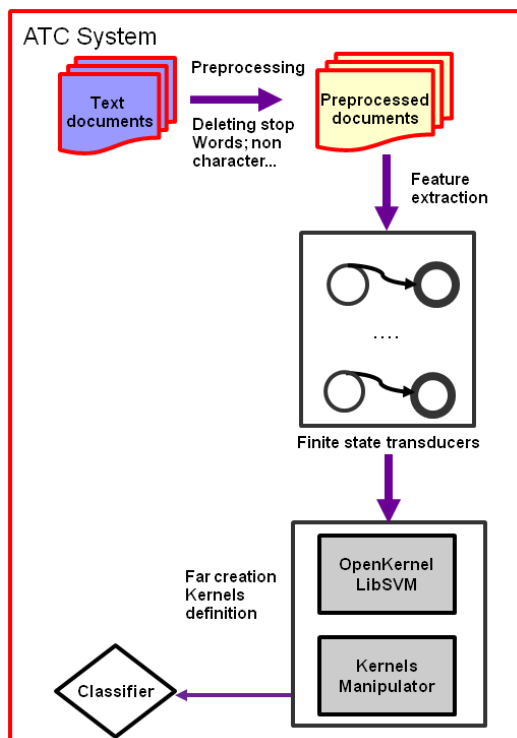 ATC System
Text
documents
Preprocessing
Deleting stop
Words; non
character...
Preprocessed
documents
Feature
extraction
....
Finite state transducers
Far creation
Kernels
definition
OpenKernel
LibSVM
Kernels
Manipulator
Classifier